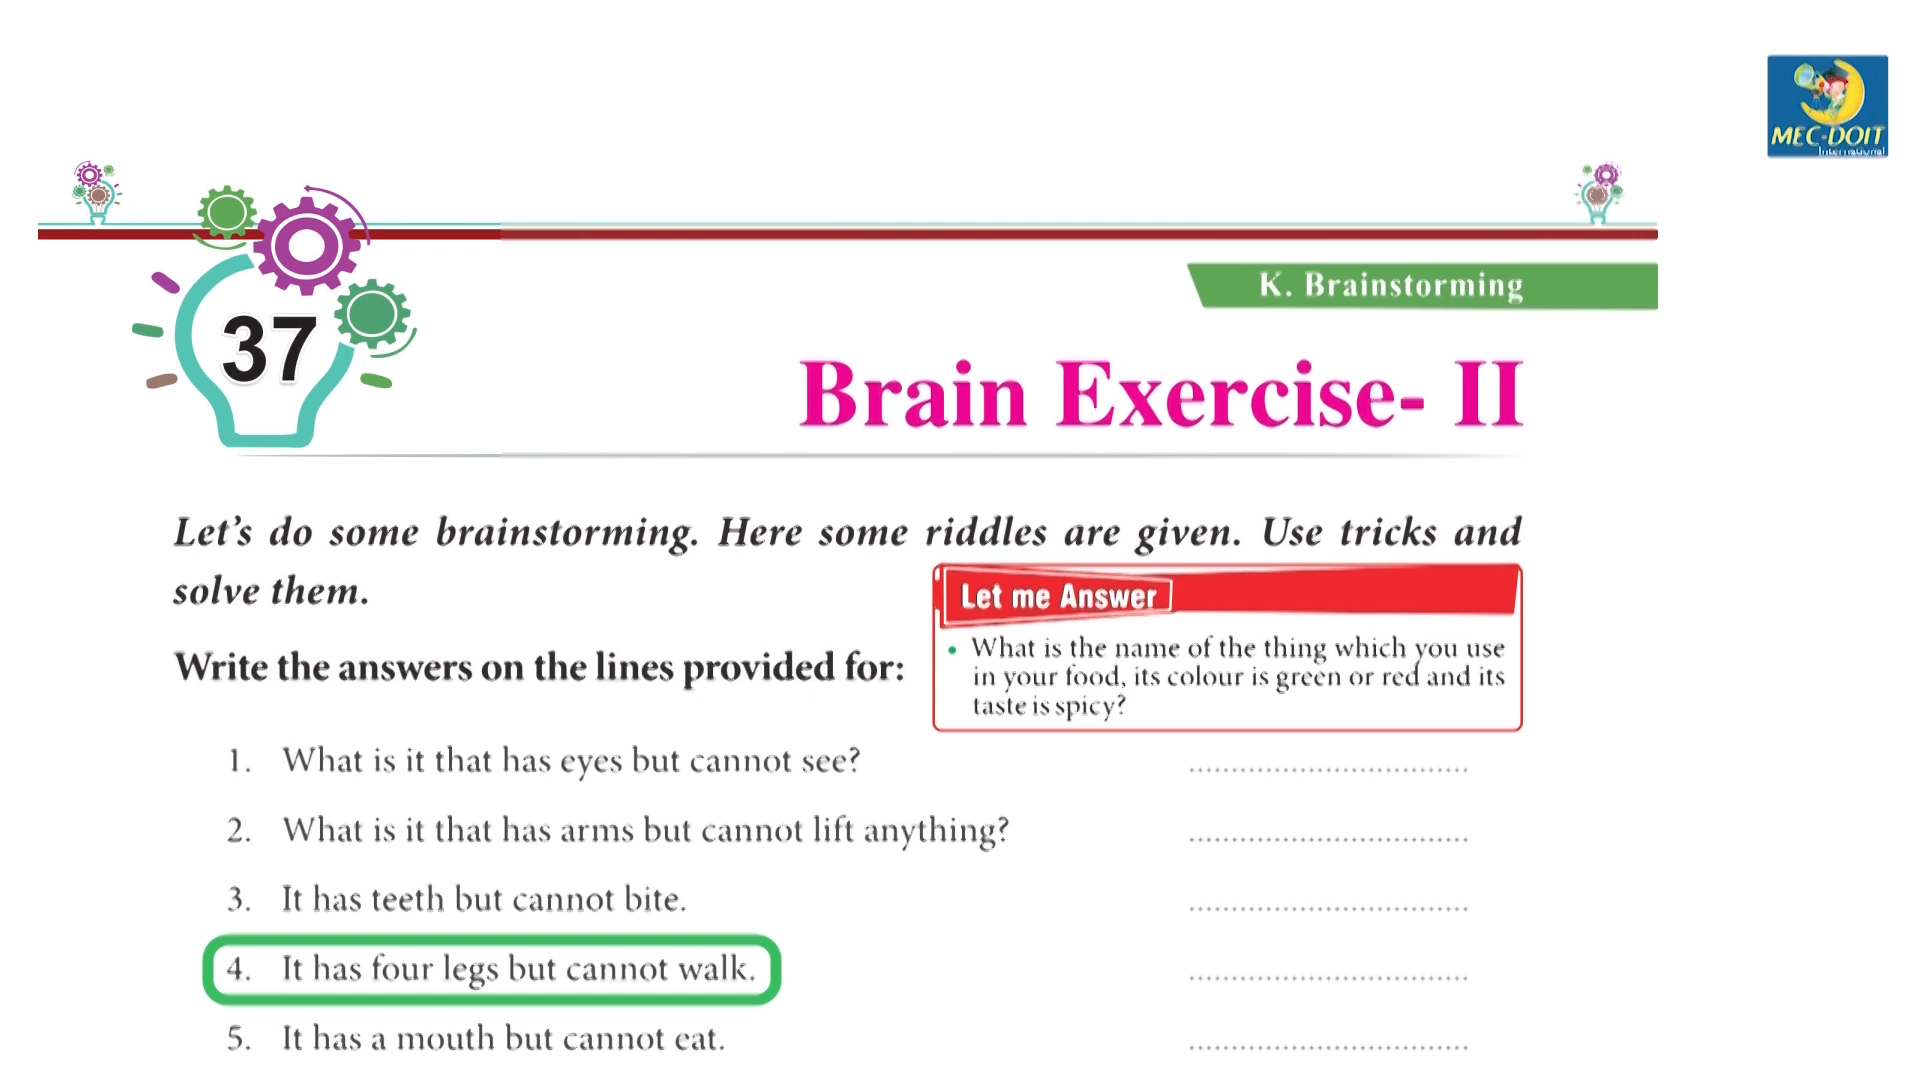 MEC-DOIT
International
K. Brainstorming
37
Brain Exercise- II
Let's do some brainstorming. Here some riddles are given. Use tricks and
solve them.
Let me Answer
• What is the name of the thing which you use
in your food, its colour is green or red and its
taste is spicy?
Write the answers on the lines provided for:
1. What is it that has eyes but cannot see? ................................
2. What is it that has arms but cannot lift anything? ................................
3. It has teeth but cannot bite. ................................
4. It has four legs but cannot walk. ................................
5. It has a mouth but cannot eat. ................................